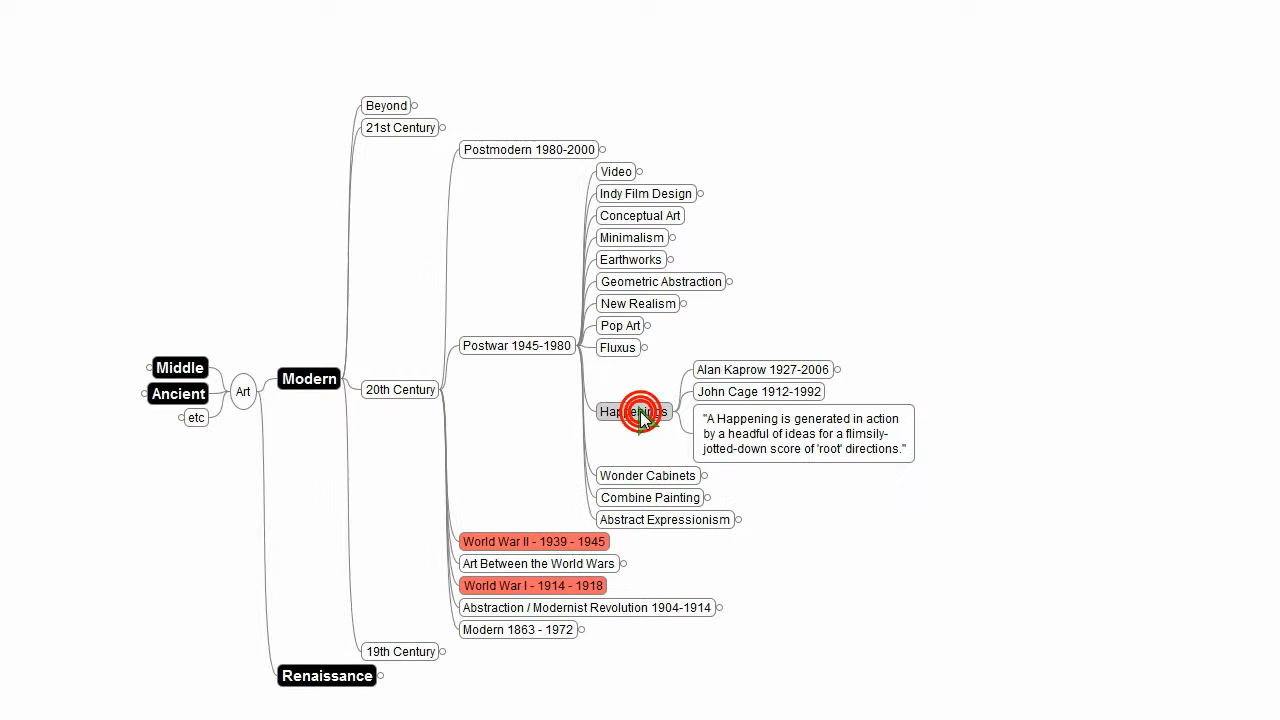 Beyond
21st Century
Postmodern 1980-2000
Video
Indy Film Design
Conceptual Art
Minimalism
Earthworks
Geometric Abstraction
New Realism
Pop Art
Postwar 1945-1980
Fluxus
Middle
Modern
Alan Kaprow 1927-2006
Ancient
Art
20th Century
John Cage 1912-1992
etc
Happenings
"A Happening is generated in action
by a headful of ideas for a flimsily-
jotted-down score of 'root' directions."
Wonder Cabinets
Combine Painting
Abstract Expressionism
World War II - 1939 - 1945
Art Between the World Wars
World War I - 1914 - 1918
Abstraction / Modernist Revolution 1904-1914
Modern 1863 - 1972
19th Century
Renaissance